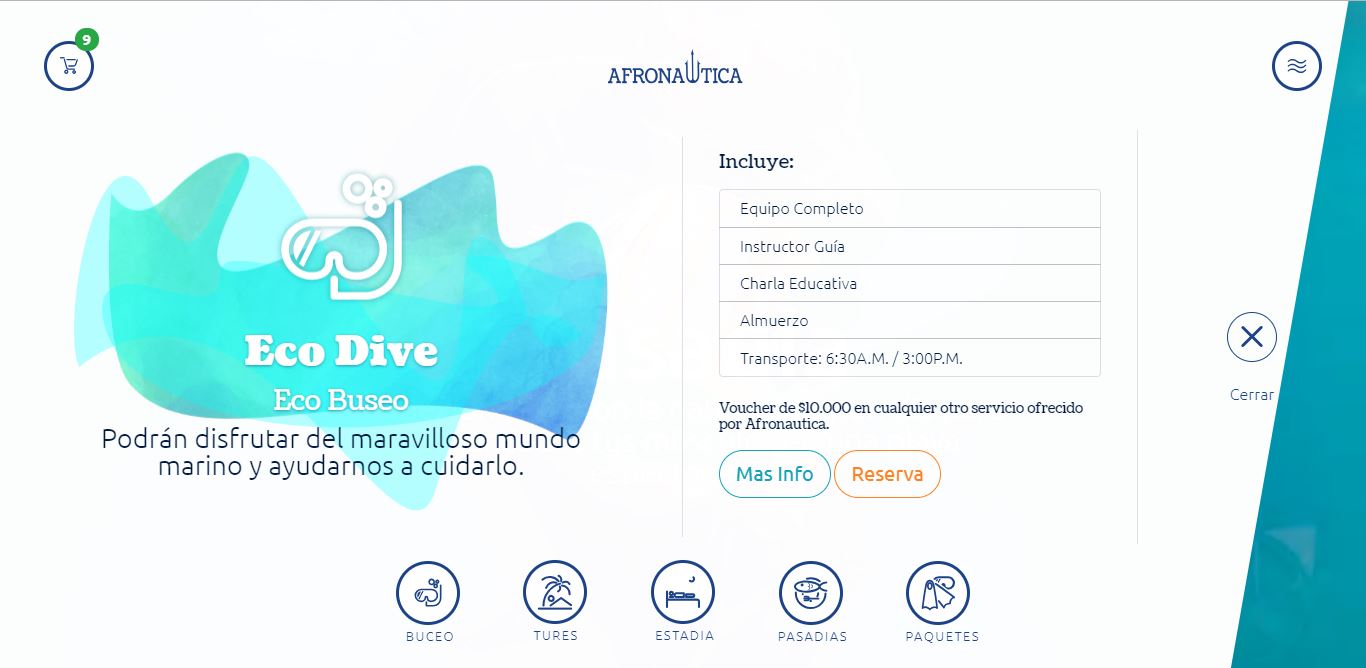 9
AFRONAUTICA
Eco Dive
Eco Buseo
Podrán disfrutar del maravilloso mundo
marino y ayudarnos a cuidarlo.
Incluye:
Equipo Completo
Instructor Guía
Charla Educativa
Almuerzo
Transporte: 6:30A.M. / 3:00P.M.
Voucher de $10.000 en cualquier otro servicio ofrecido
por Afronautica.
Mas Info Reserva
Cerrar
BUCEO TURES ESTADIA PASADIAS PAQUETES